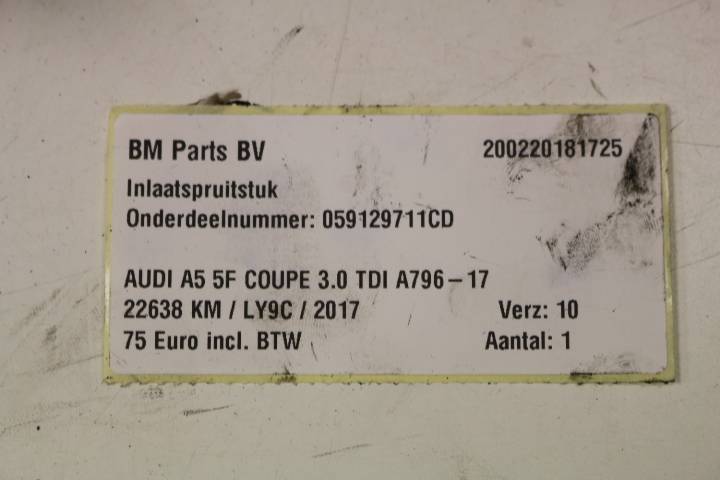 BM Parts BV 200220181725
Inlaatspruitstuk
Onderdeelnummer: 059129711CD
AUDI A5 5F COUPE 3.0 TDI A796-17
22638 KM / LY9C / 2017 Verz: 10
75 Euro incl. BTW Aantal: 1